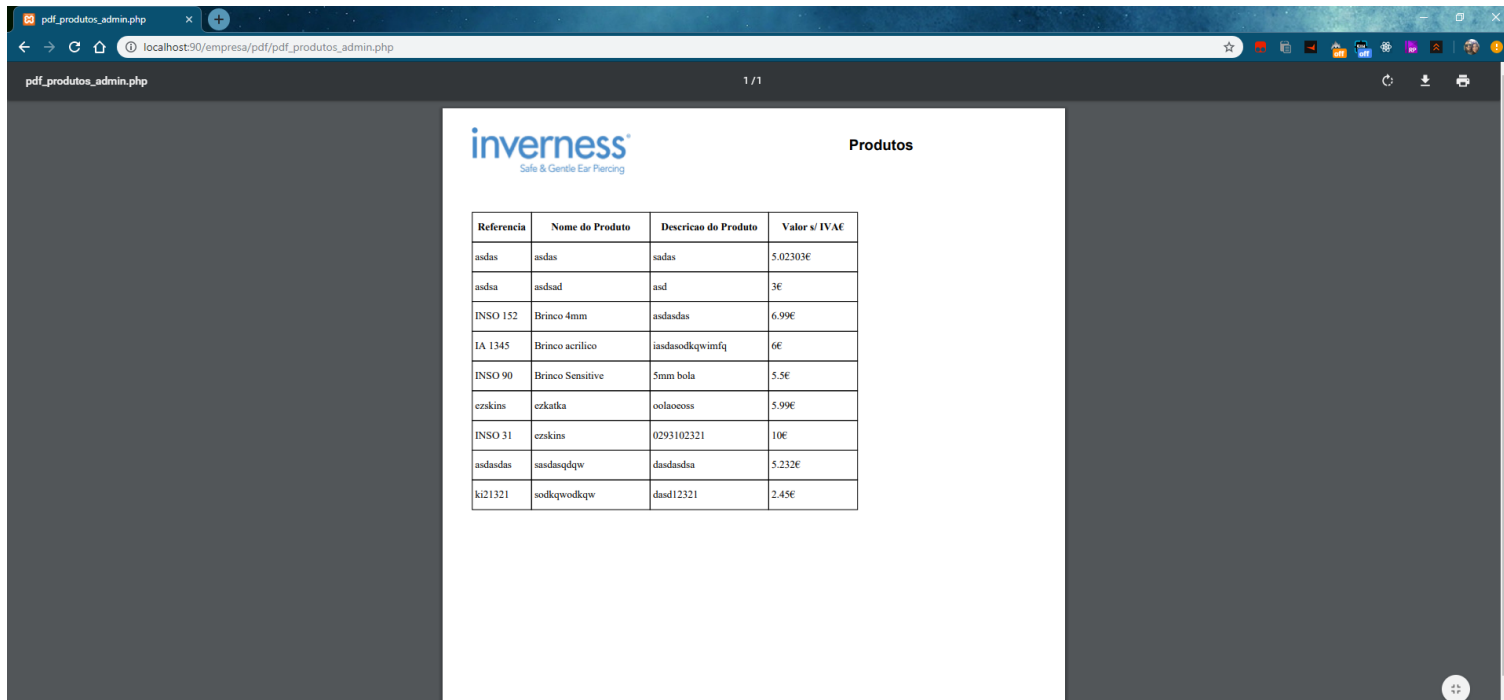 pdf_produtos_admin.php
localhost:90/empresa/pdf/pdf_produtos_admin.php
off off RP
pdf_produtos_admin.php 1 / 1
inverness®
Safe & Gentle Ear Piercing
Produtos
Referencia Nome do Produto Descricao do Produto Valor s/ IVA€
asdas asdas sadas 5.02303€
asdsa asdsad asd 3€
INSO 152 Brinco 4mm asdasdas 6.99€
IA 1345 Brinco acrilico iasdasodkqwimfq 6€
INSO 90 Brinco Sensitive 5mm bola 5.5€
ezskins ezkatka oolaoeoss 5.99€
INSO 31 ezskins 0293102321 10€
asdasdas sasdasqdqw dasdasdsa 5.232€
ki21321 sodkqwodkqw dasd12321 2.45€